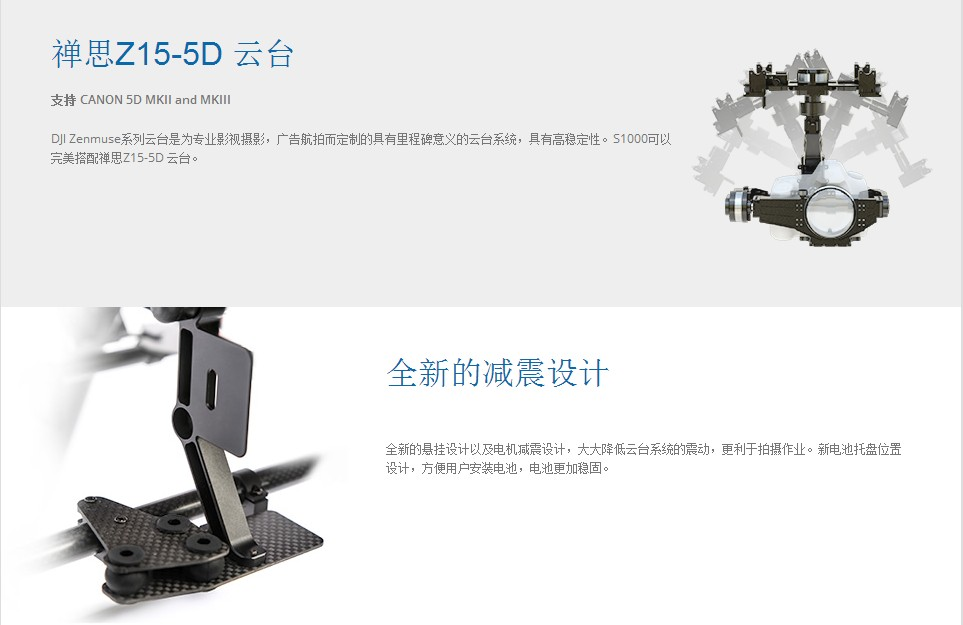 禅思Z15-5D 云台
支持 CANON 5D MKII and MKIII
DJI Zenmuse系列云台是为专业影视摄影，广告航拍而定制的具有里程碑意义的云台系统，具有高稳定性。S1000可以
完美搭配禅思Z15-5D 云台。
全新的减震设计
全新的悬挂设计以及电机减震设计，大大降低云台系统的震动，更利于拍摄作业。新电池托盘位置
设计，方便用户安装电池，电池更加稳固。